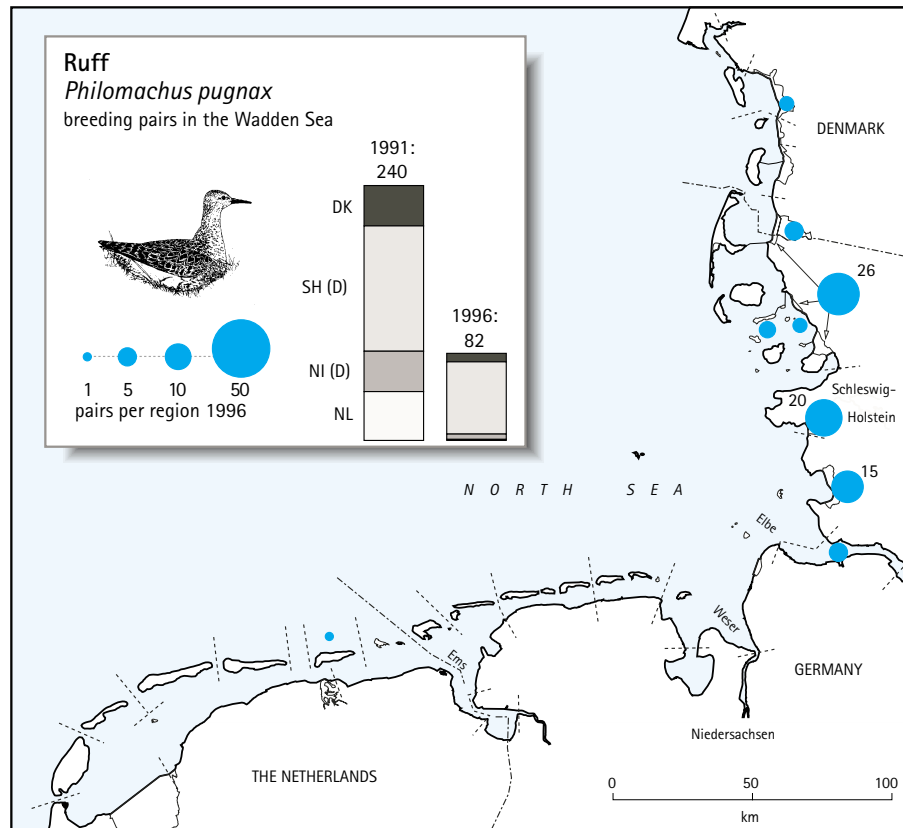 Ruff
Philomachus pugnax
breeding pairs in the Wadden Sea
1991:
240
DK
SH (D)
NI (D)
NL
1996:
82
1 5 10 50
pairs per region 1996
DENMARK
26
Schleswig-
Holstein
20
15
NORTH SEA
Elbe
Weser
Ems
GERMANY
Niedersachsen
THE NETHERLANDS
0 50 100
km